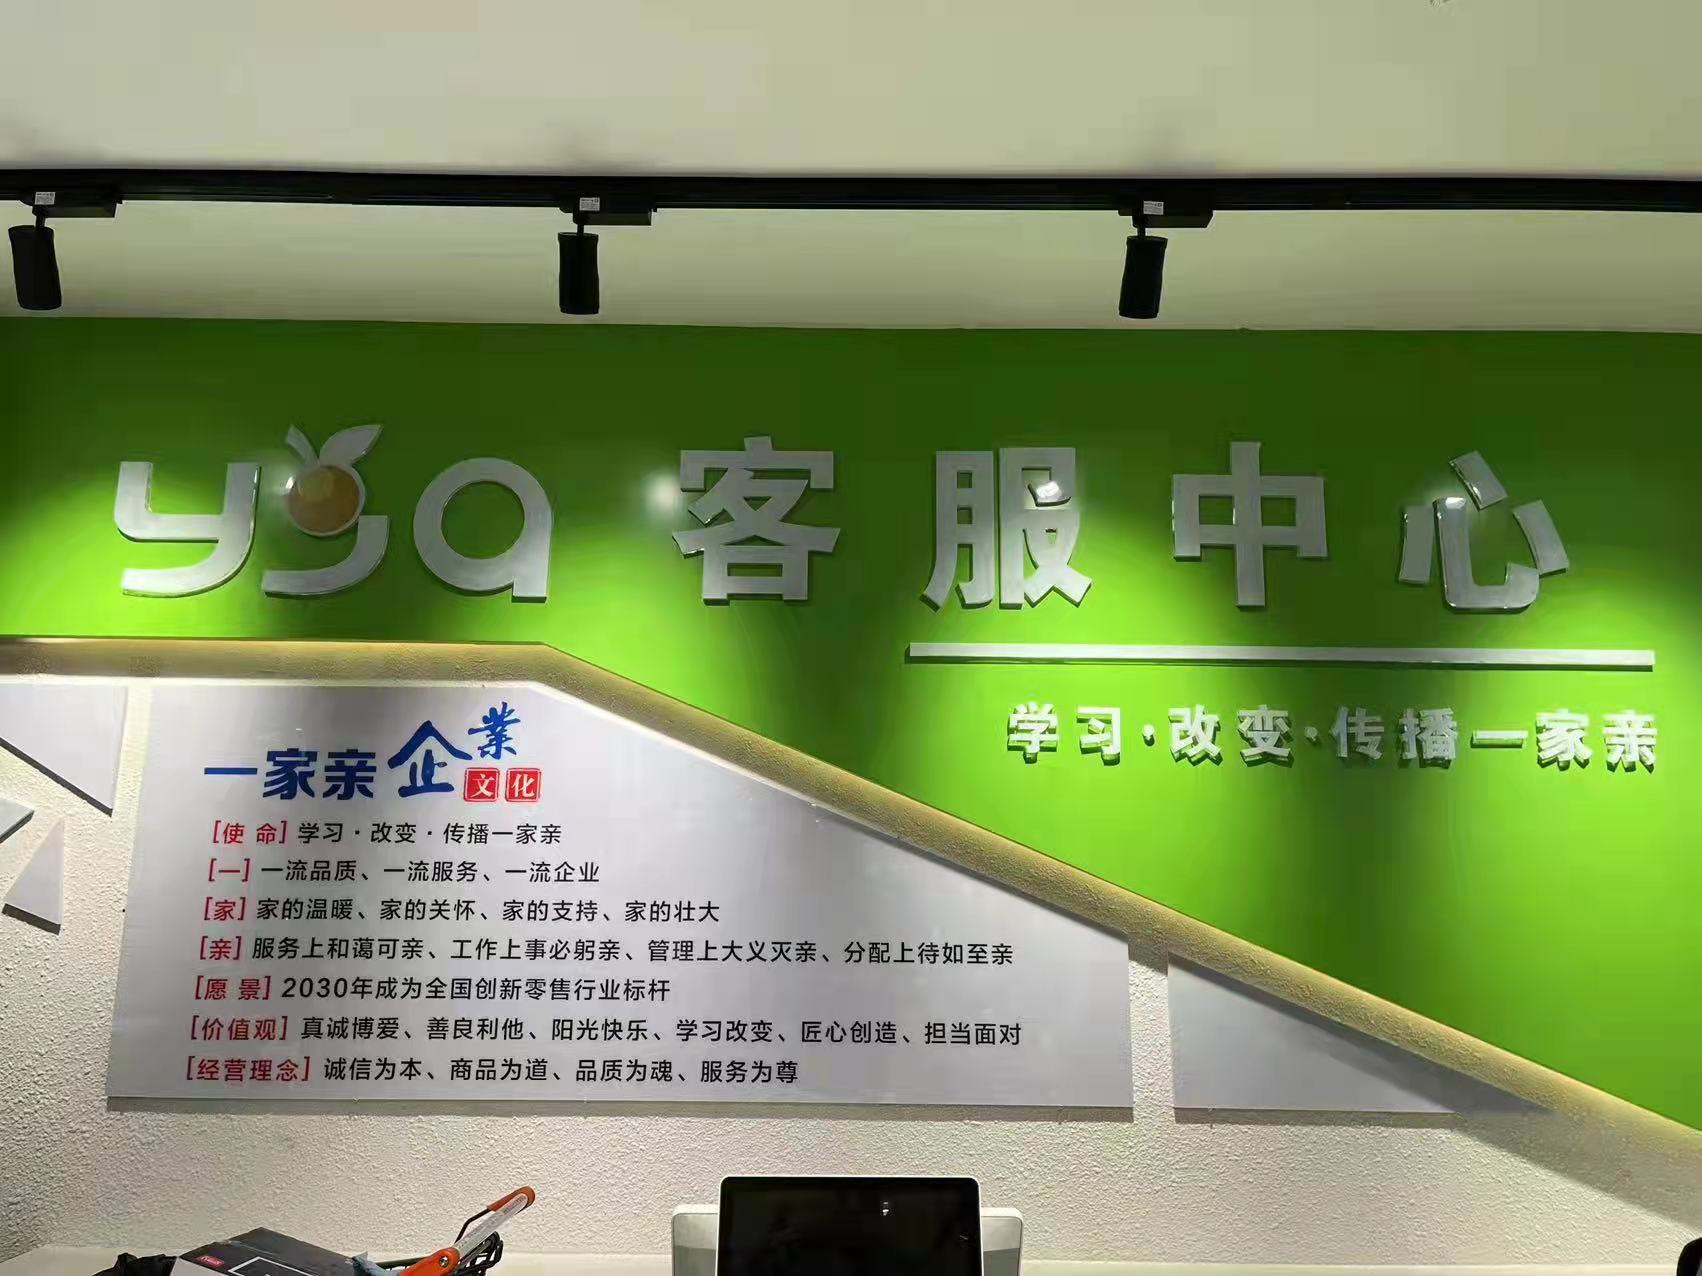 yja 客服中心
学习·改变·传播一家亲
一家亲企業文化
[使 命] 学习·改变·传播一家亲
[一] 一流品质、一流服务、一流企业
[家] 家的温暖、家的关怀、家的支持、家的壮大
[亲] 服务上和蔼可亲、工作上事必躬亲、管理上大义灭亲、分配上待如至亲
[愿 景] 2030年成为全国创新零售行业标杆
[价值观] 真诚博爱、善良利他、阳光快乐、学习改变、匠心创造、担当面对
[经营理念] 诚信为本、商品为道、品质为魂、服务为尊